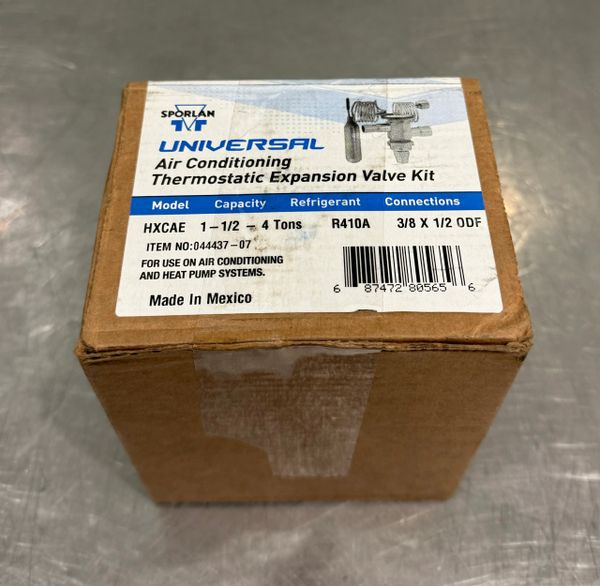 SPORLAN
UNIVERSAL
Air Conditioning
Thermostatic Expansion Valve Kit
Model Capacity Refrigerant Connections
HXCAE 1-1/2 - 4 Tons R410A 3/8 X 1/2 ODF
ITEM NO:044437-07
FOR USE ON AIR CONDITIONING
AND HEAT PUMP SYSTEMS.
Made In Mexico
6 87472 80565 6